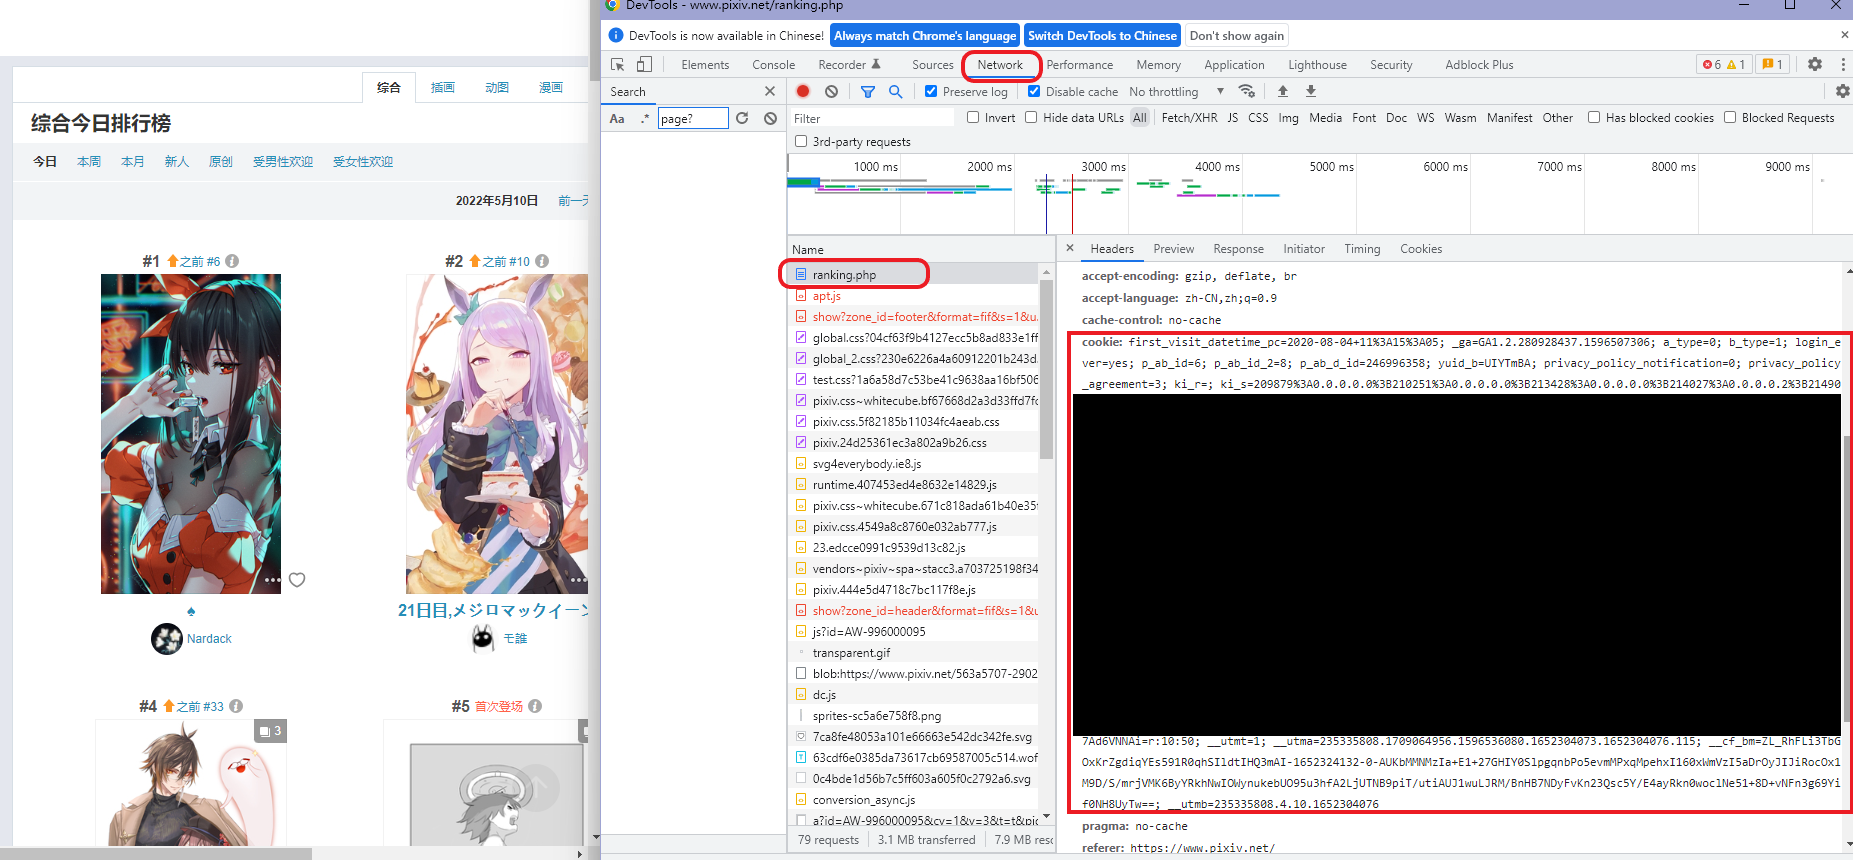 综合
插画
动图
漫画
综合今日排行榜
今日
本周
本月
新人
原创
受男性欢迎
受女性欢迎
2022年5月10日
前一天
#1 之前 #6
#2 之前 #10
♠
Nardack
21日目,メジロマックイーン
モ誰
#4 之前 #33
#5 首次登场
3
DevTools - www.pixiv.net/ranking.php
DevTools is now available in Chinese!
Always match Chrome's language
Switch DevTools to Chinese
Don't show again
Elements
Console
Recorder
Sources
Network
Performance
Memory
Application
Lighthouse
Security
Adblock Plus
6
1
1
Search
Aa
.*
page?
Preserve log
Disable cache
No throttling
Filter
Invert
Hide data URLs
All
Fetch/XHR
JS
CSS
Img
Media
Font
Doc
WS
Wasm
Manifest
Other
Has blocked cookies
Blocked Requests
3rd-party requests
1000 ms
2000 ms
3000 ms
4000 ms
5000 ms
6000 ms
7000 ms
8000 ms
9000 ms
Name
ranking.php
apt.js
show?zone_id=footer&format=fif&s=1&u.
global.css?04cf63f9b4127ecc5b8ad833e1ff
global_2.css?230e6226a4a60912201b243d.
test.css?1a6a58d7c53be41c9638aa16bf506
pixiv.css~whitecube.bf67668d2a3d33ffd7fc
pixiv.css.5f82185b11034fc4aeab.css
pixiv.24d25361ec3a802a9b26.css
svg4everybody.ie8.js
runtime.407453ed4e8632e14829.js
pixiv.css~whitecube.671c818ada61b40e35f
pixiv.css.4549a8c8760e032ab777.js
23.edcce0991c9539d13c82.js
vendors~pixiv~spa~stacc3.a703725198f34
pixiv.444e5d4718c7bc117f8e.js
show?zone_id=header&format=fif&s=1&u
js?id=AW-996000095
transparent.gif
blob:https://www.pixiv.net/563a5707-2902
dc.js
sprites-sc5a6e758f8.png
7ca8fe48053a101e66663e542dc342fe.svg
63cdf6e0385da73617cb69587005c514.wof
0c4bde1d56b7c5ff603a605f0c2792a6.svg
conversion_async.js
a?id=AW-996000095&cv=1&v=3&t=t&pic
79 requests
3.1 MB transferred
7.9 MB resc
Headers
Preview
Response
Initiator
Timing
Cookies
accept-encoding: gzip, deflate, br
accept-language: zh-CN,zh;q=0.9
cache-control: no-cache
cookie: first_visit_datetime_pc=2020-08-04+11%3A15%3A05; _ga=GA1.2.280928437.1596507306; a_type=0; b_type=1; login_e
ver=yes; p_ab_id=6; p_ab_id_2=8; p_ab_d_id=246996358; yuid_b=UIYTmBA; privacy_policy_notification=0; privacy_policy
_agreement=3; ki_r=; ki_s=209879%3A0.0.0.0.0%3B210251%3A0.0.0.0.0%3B213428%3A0.0.0.0.0%3B214027%3A0.0.0.0.2%3B21490
7Ad6VNNAi=r:10:50; __utmt=1; __utma=235335808.1709064956.1596536080.1652304073.1652304076.115; __cf_bm=ZL_RhFLi3TbG
OxKrZgdiqYEs591R0qhSIldtIHQ3mAI-1652324132-0-AUKbMMNMzIa+E1+27GHIY0SlpgqnbPo5evmMPxqMpehxI160xWmVzI5aDrOyJIJiRocOx1
M9D/S/mrjVMK6ByYRkhNwIOWynukebUO95u3hfA2LjUTNB9piT/utiAUJ1wuLJRM/BnHB7NDyFvKn23Qsc5Y/E4ayRkn0woclNe51+8D+vNFn3g69Yi
f0NH8UyTw==; __utmb=235335808.4.10.1652304076
pragma: no-cache
referer: https://www.pixiv.net/